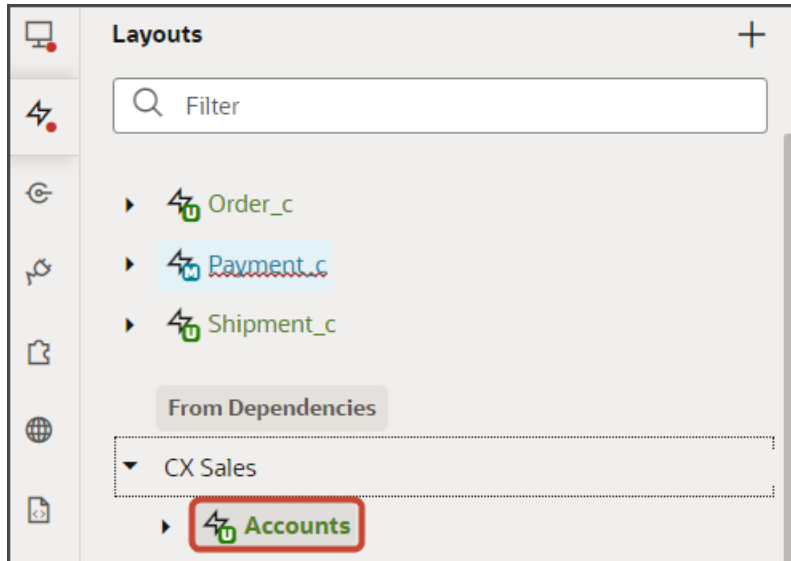 Layouts
Filter
Order_c
Payment_c
Shipment_c
From Dependencies
CX Sales
Accounts